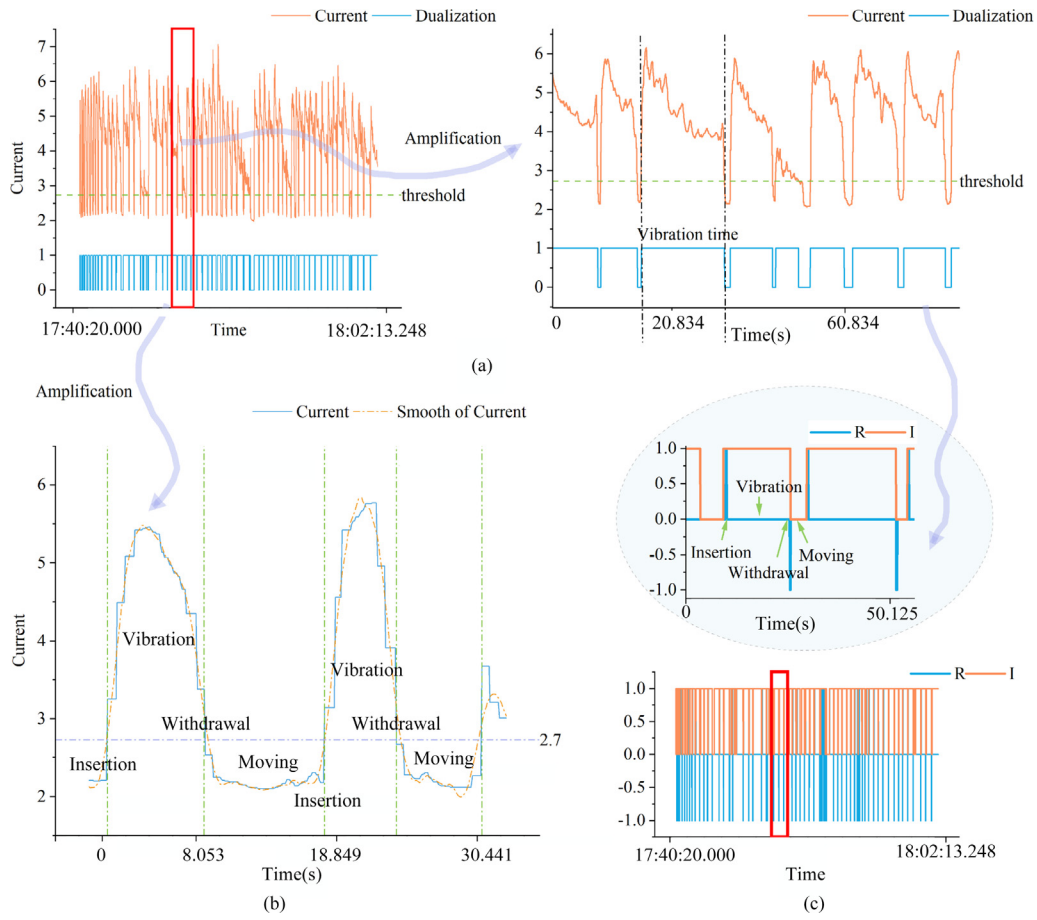 Current Dualization
Current Dualization
7
6
5
4
3
2
1
0
Current
threshold
Amplification
17:40:20.000 Time 18:02:13.248
7
6
5
4
3
2
1
0
threshold
Vibration time
0 20.834 60.834
Time(s)
(a)
Amplification
Current Smooth of Current
6
5
4
3
2
Current
Vibration
Vibration
Withdrawal
Withdrawal
2.7
Insertion
Moving
Moving
Insertion
0 8.053 18.849 30.441
Time(s)
(b)
R I
1.0
0.5
0.0
-0.5
-1.0
Vibration
Insertion
Moving
Withdrawal
0 50.125
Time(s)
R I
1.0
0.5
0.0
-0.5
-1.0
17:40:20.000 18:02:13.248
Time
(c)